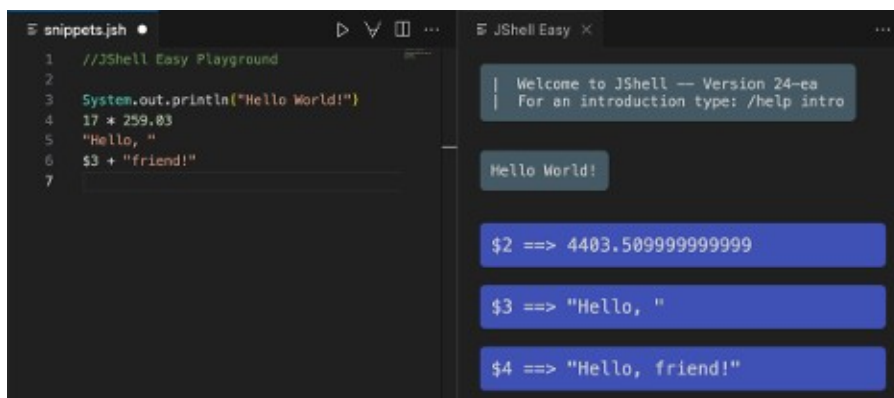 snippets.jsh
1 //JShell Easy Playground
2
3 System.out.println("Hello World!")
4 17 * 259.03
5 "Hello, "
6 $3 + "friend!"
7
JShell Easy
| Welcome to JShell -- Version 24-ea
| For an introduction type: /help intro
Hello World!
$2 ==> 4403.509999999999
$3 ==> "Hello, "
$4 ==> "Hello, friend!"